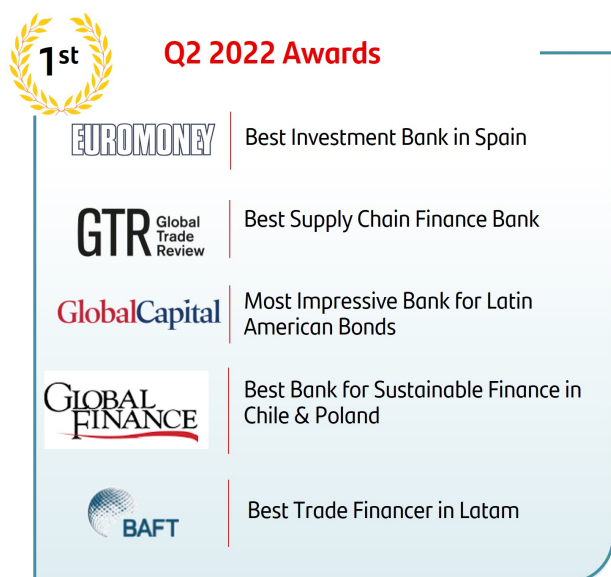 1st
Q2 2022 Awards
EUROMONEY
Best Investment Bank in Spain
GTR Global
Trade
Review
Best Supply Chain Finance Bank
GlobalCapital
Most Impressive Bank for Latin
American Bonds
GLOBAL
FINANCE
Best Bank for Sustainable Finance in
Chile & Poland
BAFT
Best Trade Financer in Latam